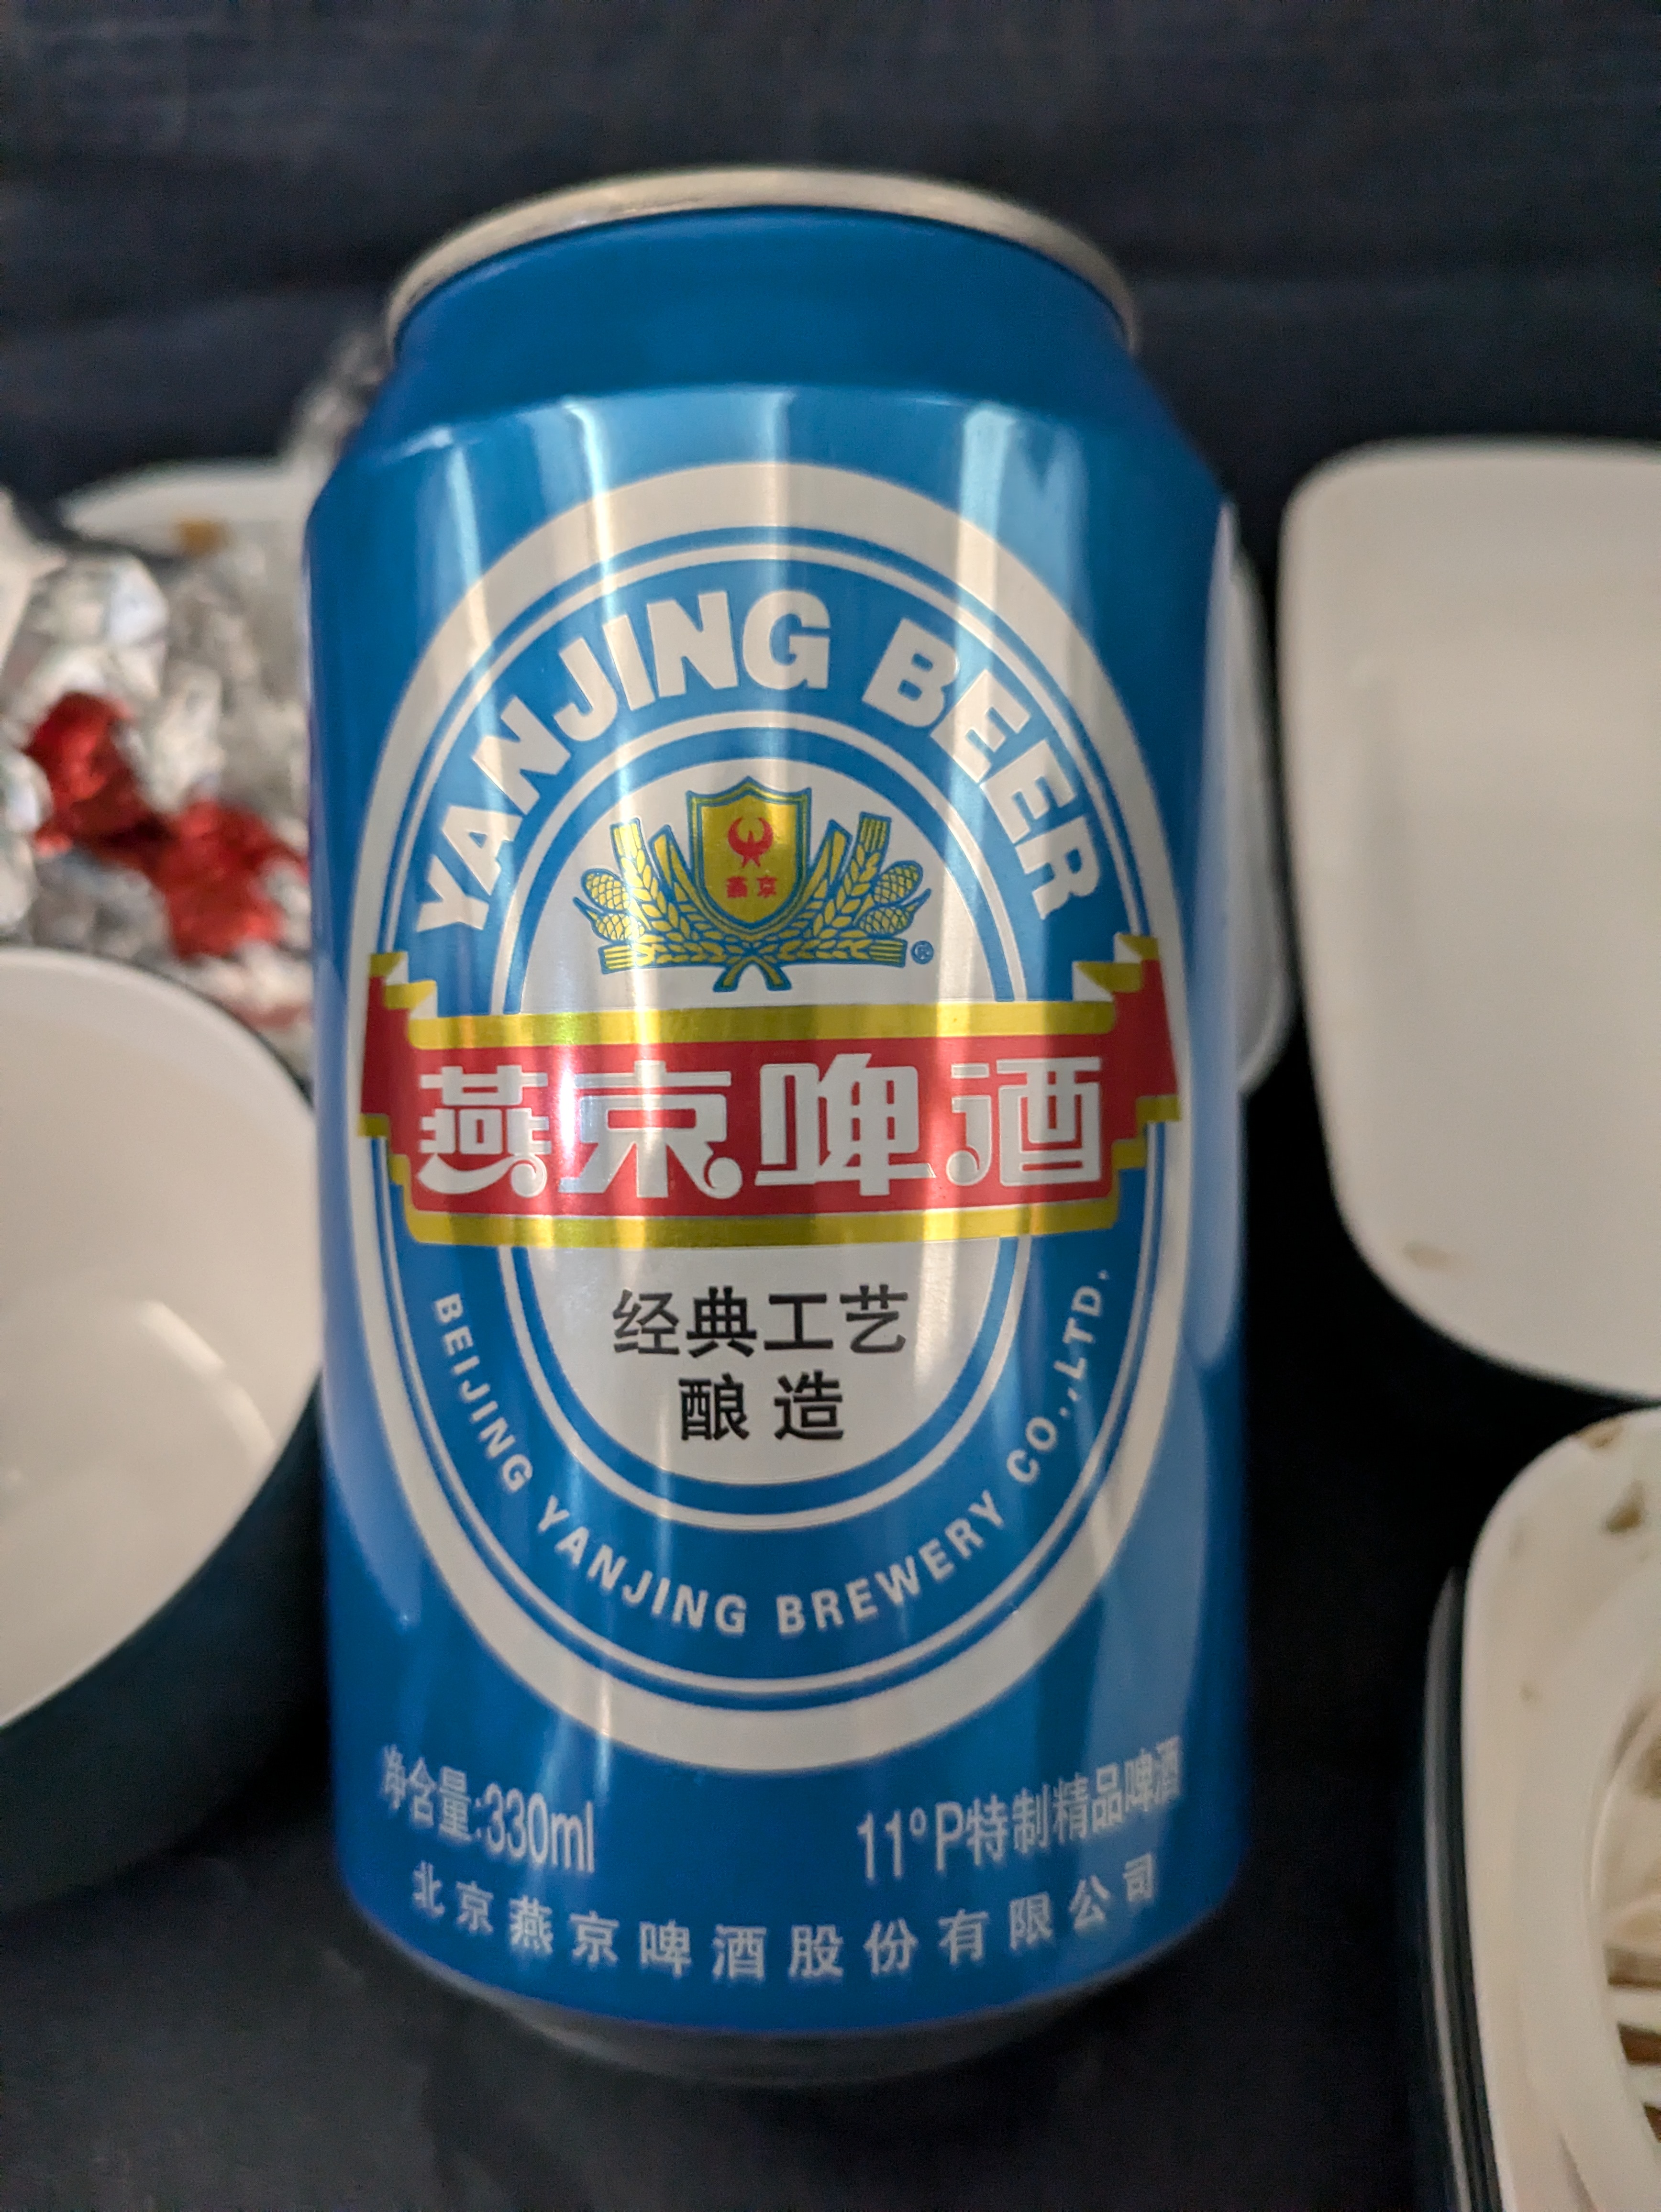 YANJING BEER
燕京
®
燕京啤酒
经典工艺
酿造
BEIJING YANJING BREWERY CO.,LTD.
净含量:330ml
11°P特制精品啤酒
北京燕京啤酒股份有限公司